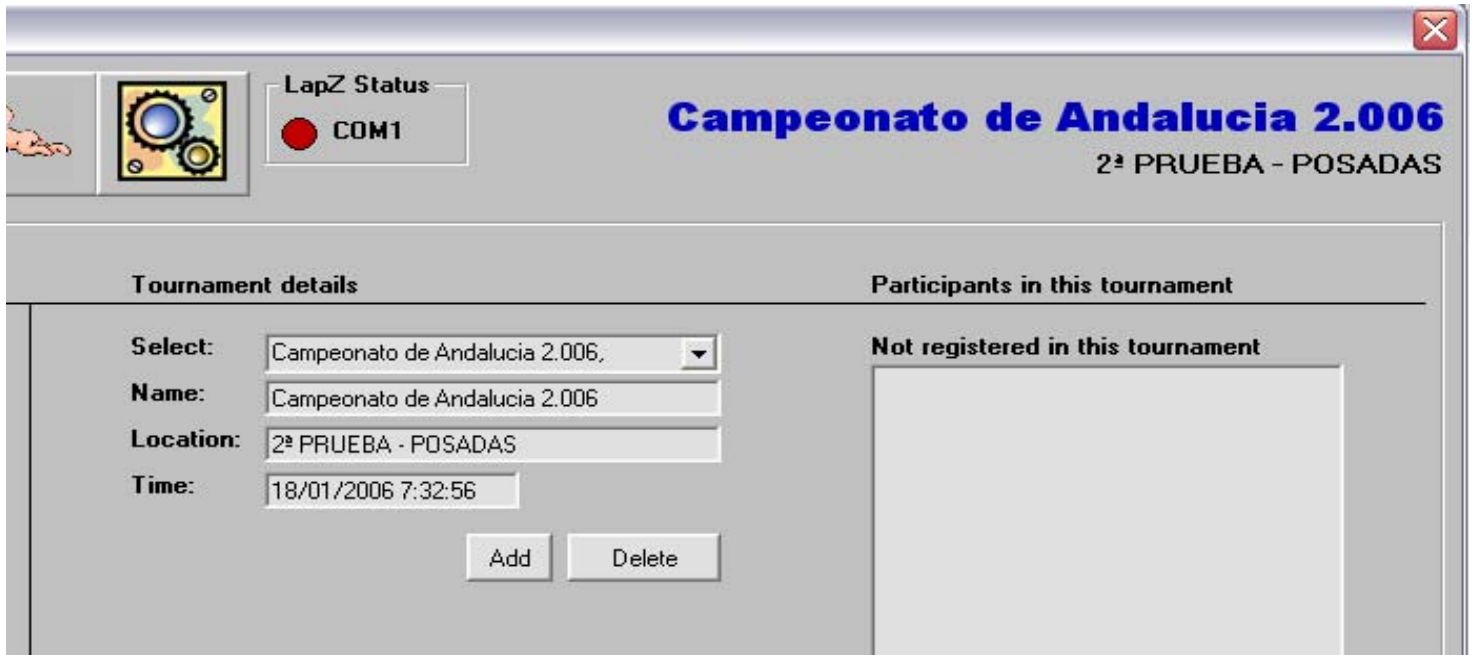 LapZ Status
COM1
Campeonato de Andalucia 2.006
2ª PRUEBA - POSADAS
Tournament details
Participants in this tournament
Select:
Campeonato de Andalucia 2.006,
Not registered in this tournament
Name:
Campeonato de Andalucia 2.006
Location:
2ª PRUEBA - POSADAS
Time:
18/01/2006 7:32:56
Add
Delete